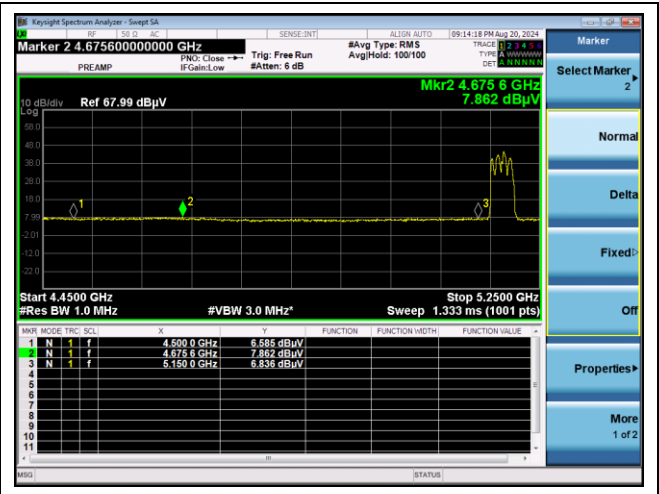 Keysight Spectrum Analyzer - Swept SA
RF 50 Ω AC SENSE:INT ALIGN AUTO 09:14:18 PM Aug 20, 2024
Marker 2 4.675600000000 GHz
PREAMP
PNO: Close
IFGain:Low
Trig: Free Run
#Atten: 6 dB
#Avg Type: RMS
Avg|Hold: 100/100
TRACE 1 2 3 4 5 6
TYPE A WWWWW
DET A N N N N N
Mkr2 4.675 6 GHz
7.862 dBµV
10 dB/div
Log
Ref 67.99 dBµV
58.0
48.0
38.0
28.0
18.0
7.99
-2.01
-12.0
-22.0
1
2
3
Start 4.4500 GHz
#Res BW 1.0 MHz
#VBW 3.0 MHz*
Stop 5.2500 GHz
Sweep 1.333 ms (1001 pts)
MKR MODE TRC SCL X Y FUNCTION FUNCTION WIDTH FUNCTION VALUE
1 N 1 f 4.500 0 GHz 6.585 dBµV
2 N 1 f 4.675 6 GHz 7.862 dBµV
3 N 1 f 5.150 0 GHz 6.836 dBµV
4
5
6
7
8
9
10
11
MSG STATUS
Marker
Select Marker
2
Normal
Delta
Fixed
Off
Properties
More
1 of 2